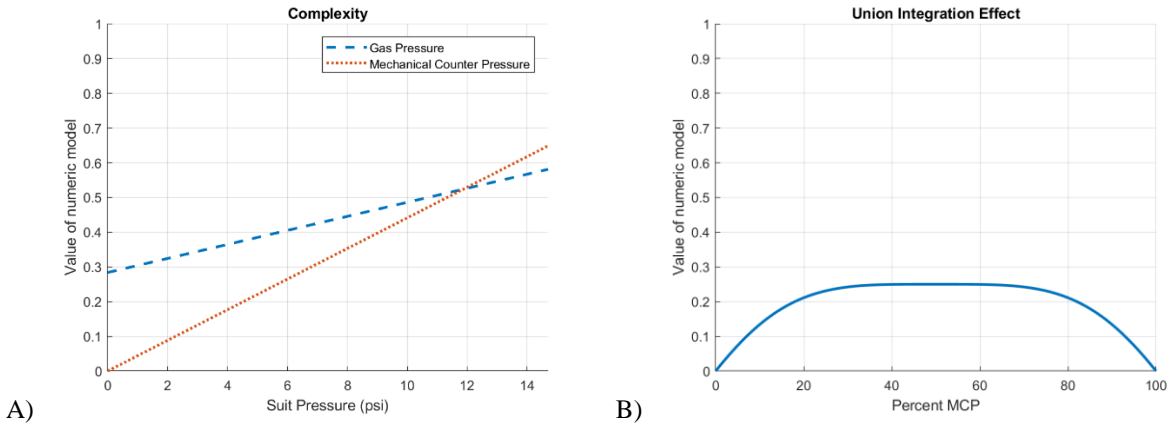 Complexity
Value of numeric model
1
0.9
0.8
0.7
0.6
0.5
0.4
0.3
0.2
0.1
0
Gas Pressure
Mechanical Counter Pressure
0 2 4 6 8 10 12 14
Suit Pressure (psi)
A)
Union Integration Effect
Value of numeric model
1
0.9
0.8
0.7
0.6
0.5
0.4
0.3
0.2
0.1
0
0 20 40 60 80 100
Percent MCP
B)